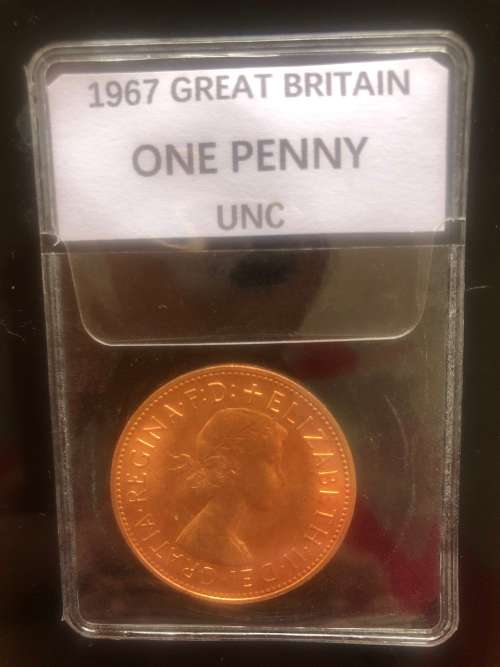 1967 GREAT BRITAIN
ONE PENNY
UNC
+ ELIZABETH·II·DEI·GRATIA·REGINA·F:D: